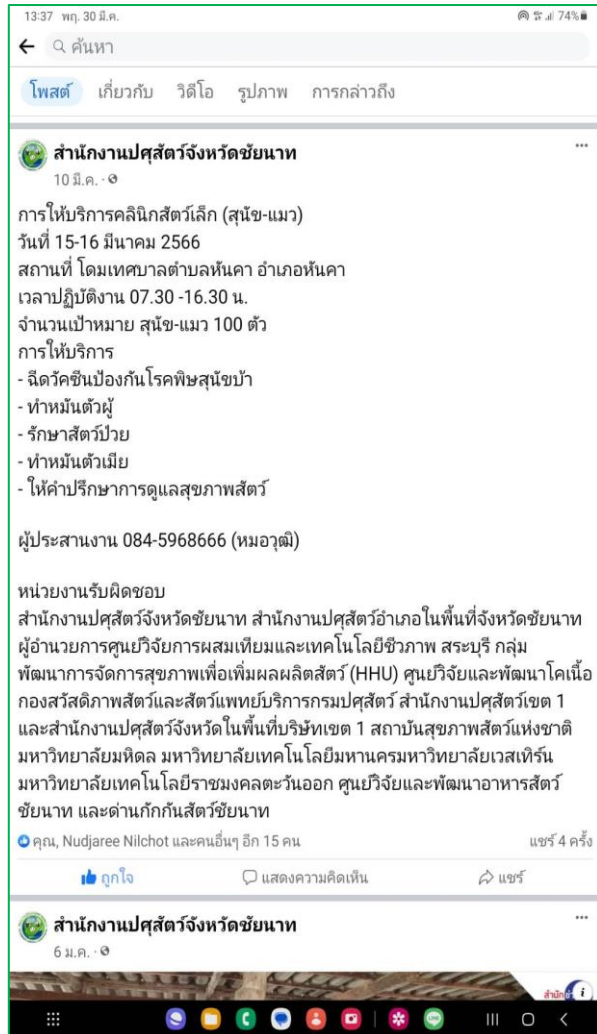 13:37 พฤ. 30 มี.ค.
74%
ค้นหา
โพสต์ เกี่ยวกับ วิดีโอ รูปภาพ การกล่าวถึง
สำนักงานปศุสัตว์จังหวัดชัยนาท
10 มี.ค.
การให้บริการคลินิกสัตว์เล็ก (สุนัข-แมว)
วันที่ 15-16 มีนาคม 2566
สถานที่ โดมเทศบาลตำบลหันคา อำเภอหันคา
เวลาปฏิบัติงาน 07.30 -16.30 น.
จำนวนเป้าหมาย สุนัข-แมว 100 ตัว
การให้บริการ
- ฉีดวัคซีนป้องกันโรคพิษสุนัขบ้า
- ทำหมันตัวผู้
- รักษาสัตว์ป่วย
- ทำหมันตัวเมีย
- ให้คำปรึกษาการดูแลสุขภาพสัตว์
ผู้ประสานงาน 084-5968666 (หมอวุฒิ)
หน่วยงานรับผิดชอบ
สำนักงานปศุสัตว์จังหวัดชัยนาท สำนักงานปศุสัตว์อำเภอในพื้นที่จังหวัดชัยนาท
ผู้อำนวยการศูนย์วิจัยการผสมเทียมและเทคโนโลยีชีวภาพ สระบุรี กลุ่ม
พัฒนาการจัดการสุขภาพเพื่อเพิ่มผลผลิตสัตว์ (HHU) ศูนย์วิจัยและพัฒนาโคเนื้อ
กองสวัสดิภาพสัตว์และสัตว์แพทย์บริการกรมปศุสัตว์ สำนักงานปศุสัตว์เขต 1
และสำนักงานปศุสัตว์จังหวัดในพื้นที่บริษัทเขต 1 สถาบันสุขภาพสัตว์แห่งชาติ
มหาวิทยาลัยมหิดล มหาวิทยาลัยเทคโนโลยีมหานครมหาวิทยาลัยเวสเทิร์น
มหาวิทยาลัยเทคโนโลยีราชมงคลตะวันออก ศูนย์วิจัยและพัฒนาอาหารสัตว์
ชัยนาท และด่านกักกันสัตว์ชัยนาท
คุณ, Nudjaree Nilchot และคนอื่นๆ อีก 15 คน
แชร์ 4 ครั้ง
ถูกใจ แสดงความคิดเห็น แชร์
สำนักงานปศุสัตว์จังหวัดชัยนาท
6 ม.ค.